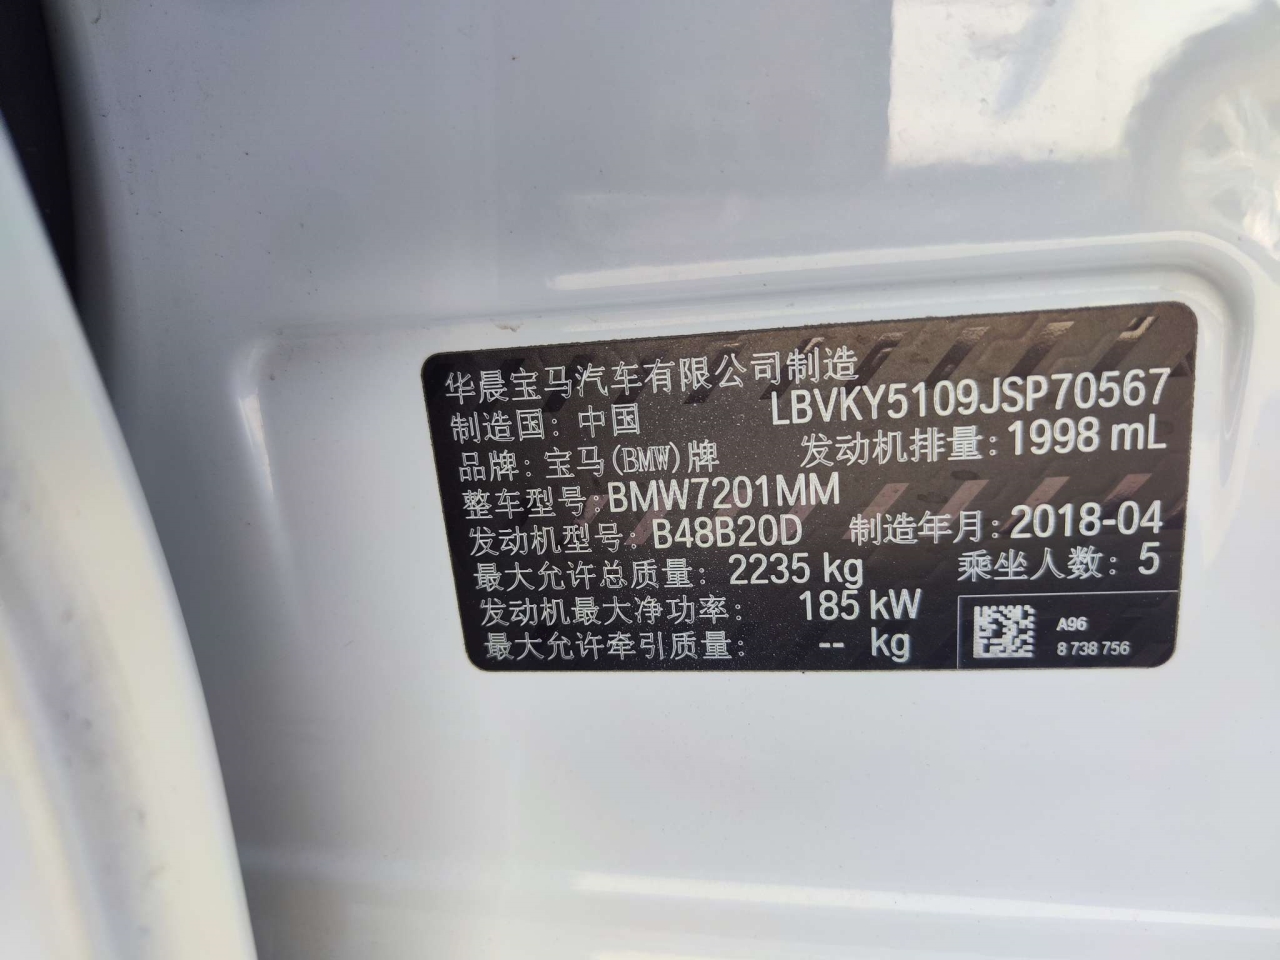 华晨宝马汽车有限公司制造
制造国：中国 LBVKY5109JSP70567
品牌：宝马(BMW)牌 发动机排量：1998 mL
整车型号：BMW7201MM
发动机型号：B48B20D 制造年月：2018-04
最大允许总质量：2235 kg 乘坐人数：5
发动机最大净功率：185 kW
最大允许牵引质量：-- kg
A96
8 738 756